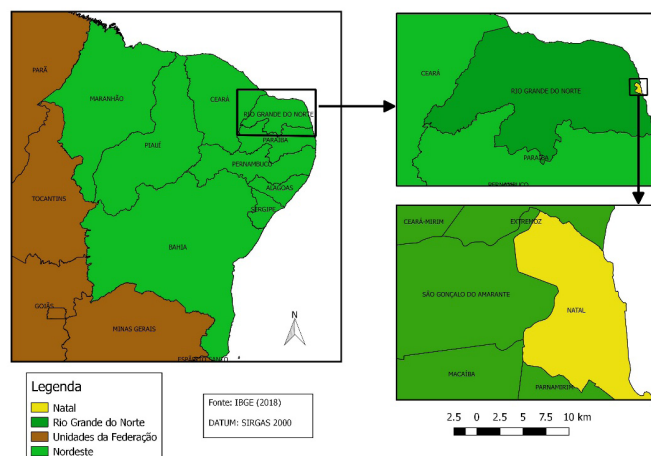 PARÁ
MARANHÃO
CEARÁ
RIO GRANDE DO NORTE
PARAÍBA
PIAUÍ
PERNAMBUCO
ALAGOAS
SERGIPE
TOCANTINS
BAHIA
GOIÁS
MINAS GERAIS
N
CEARÁ
RIO GRANDE DO NORTE
PARAÍBA
PERNAMBUCO
CEARÁ-MIRIM
EXTREMOZ
SÃO GONÇALO DO AMARANTE
NATAL
MACAÍBA
PARNAMIRIM
2.5 0 2.5 5 7.5 10 km
Legenda
Natal
Rio Grande do Norte
Unidades da Federação
Nordeste
Fonte: IBGE (2018)
DATUM: SIRGAS 2000